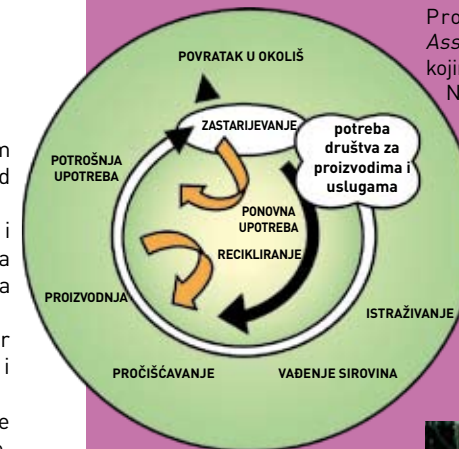 Pro
Ass
koji
N
POVRATAK U OKOLIŠ
ZASTARIJEVANJE
potreba
društva za
proizvodima i
uslugama
POTROŠNJA
UPOTREBA
PONOVNA
UPOTREBA
RECIKLIRANJE
PROIZVODNJA
ISTRAŽIVANJE
PROČIŠĆAVANJE
VAĐENJE SIROVINA
m
d
i
a
a
r
i
e